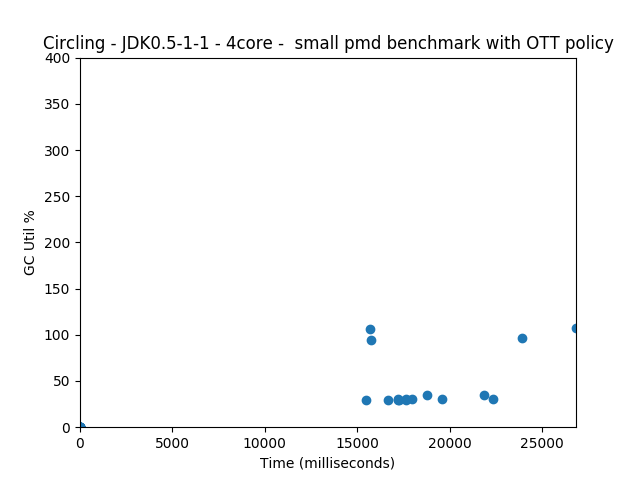 Circling - JDK0.5-1-1 - 4core -  small pmd benchmark with OTT policy
400
350
300
250
200
150
100
50
0
GC Util %
0 5000 10000 15000 20000 25000
Time (milliseconds)